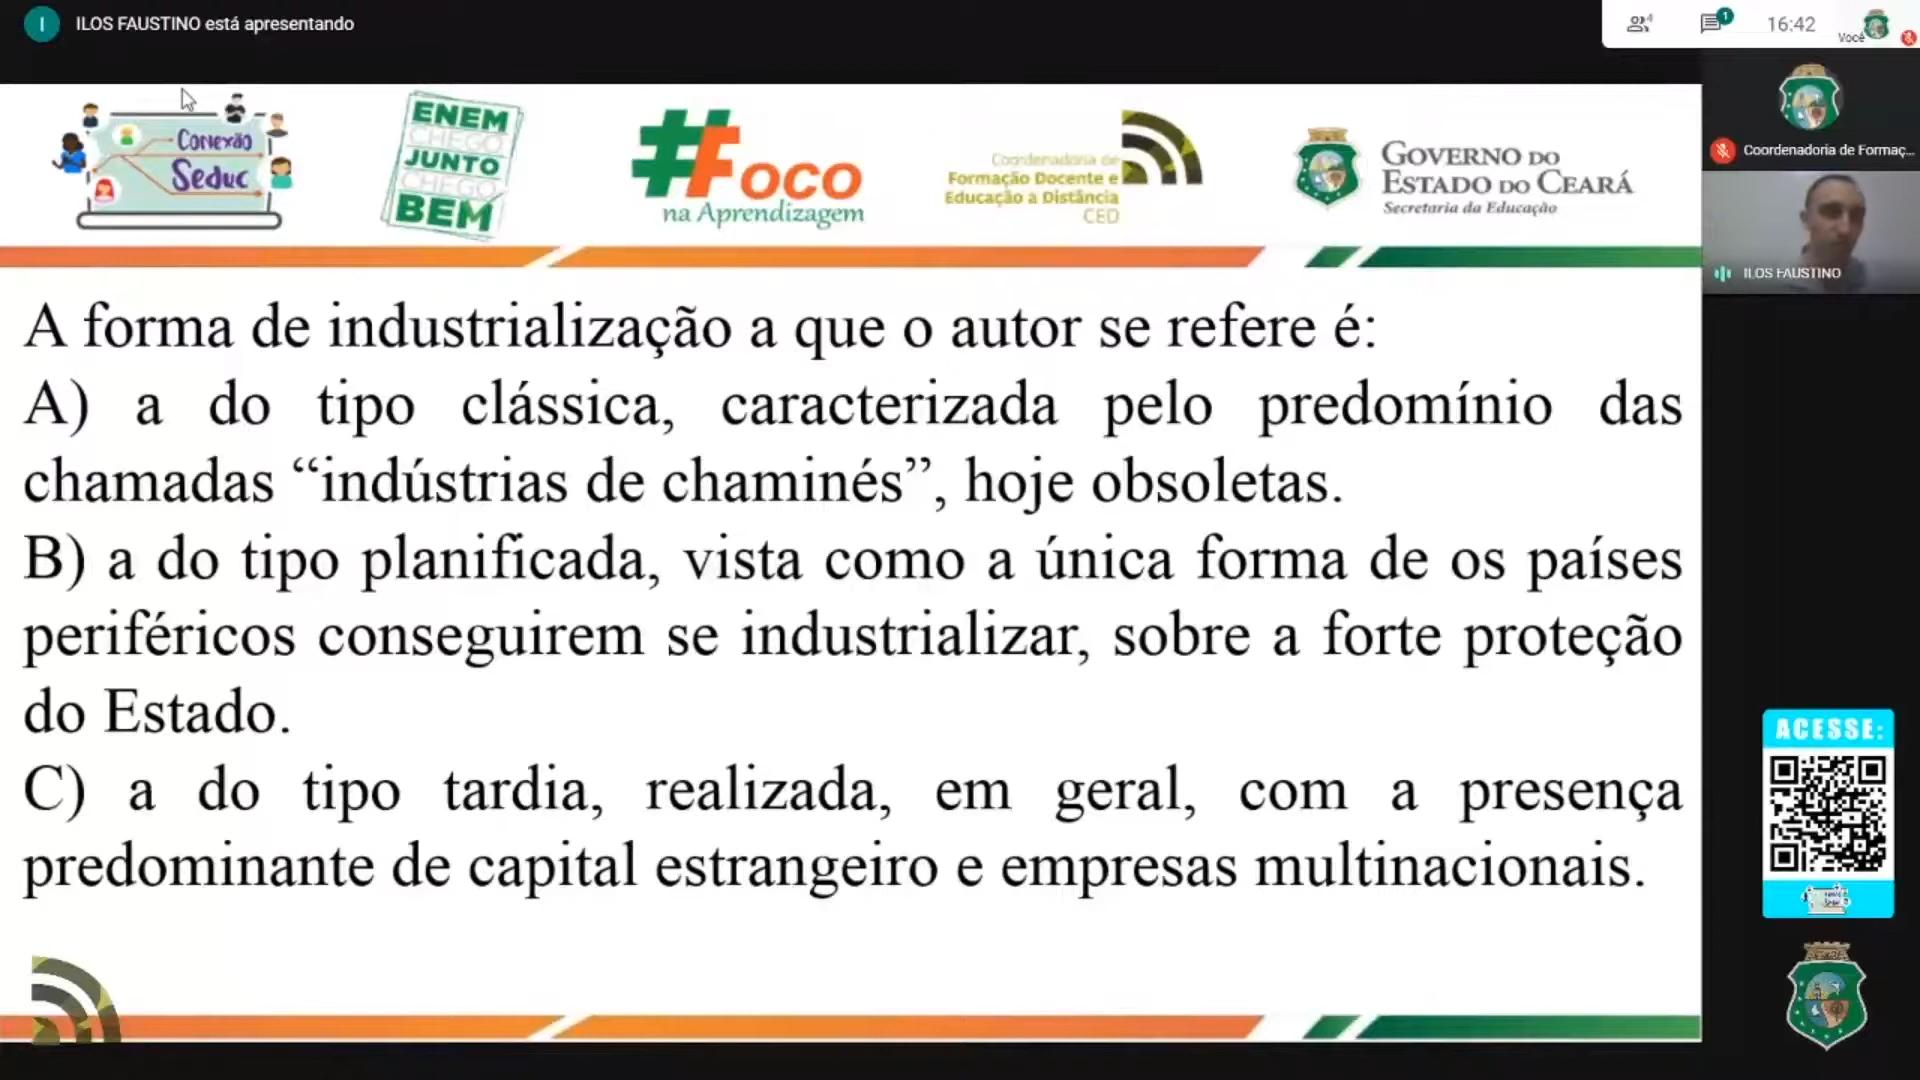 ILOS FAUSTINO está apresentando
4
1
16:42
Você
Conexão
Seduc
ENEM
CHEGO
JUNTO
CHEGO
BEM
#Foco
na Aprendizagem
Coordenadoria de
Formação Docente e
Educação a Distância
CED
GOVERNO DO
ESTADO DO CEARÁ
Secretaria da Educação
Coordenadoria de Formaç...
ILOS FAUSTINO
A forma de industrialização a que o autor se refere é:
A) a do tipo clássica, caracterizada pelo predomínio das
chamadas “indústrias de chaminés”, hoje obsoletas.
B) a do tipo planificada, vista como a única forma de os países
periféricos conseguirem se industrializar, sobre a forte proteção
do Estado.
C) a do tipo tardia, realizada, em geral, com a presença
predominante de capital estrangeiro e empresas multinacionais.
ACESSE: